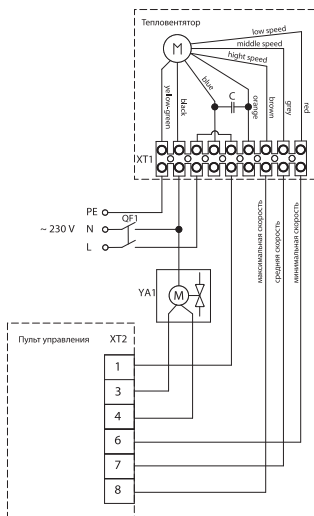 Тепловентятор
low speed
middle speed
hight speed
M
blue
C
yellow-green
black
orange
brown
grey
red
XT1
PE
QF1
~ 230 V
N
L
максимальная скорость
средняя скорость
минимальная скорость
YA1
M
Пульт управления
XT2
1
3
4
6
7
8